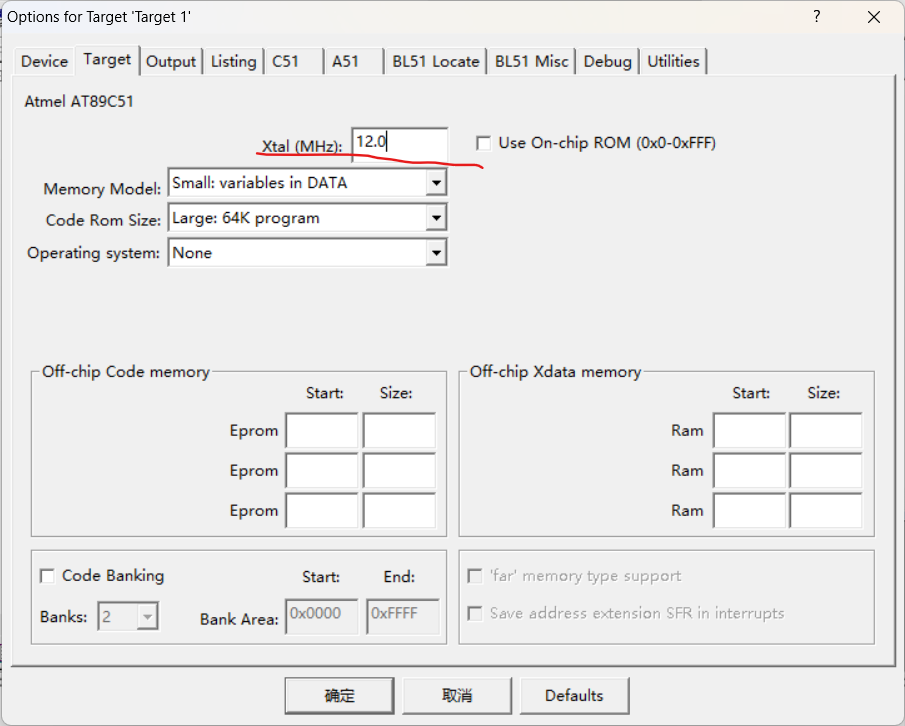 Options for Target 'Target 1'
?
Device Target Output Listing C51 A51 BL51 Locate BL51 Misc Debug Utilities
Atmel AT89C51
Xtal (MHz): 12.0 Use On-chip ROM (0x0-0xFFF)
Memory Model: Small: variables in DATA
Code Rom Size: Large: 64K program
Operating system: None
Off-chip Code memory
Start: Size:
Eprom
Eprom
Eprom
Off-chip Xdata memory
Start: Size:
Ram
Ram
Ram
Code Banking Start: End:
Banks: 2 Bank Area: 0x0000 0xFFFF
'far' memory type support
Save address extension SFR in interrupts
确定 取消 Defaults